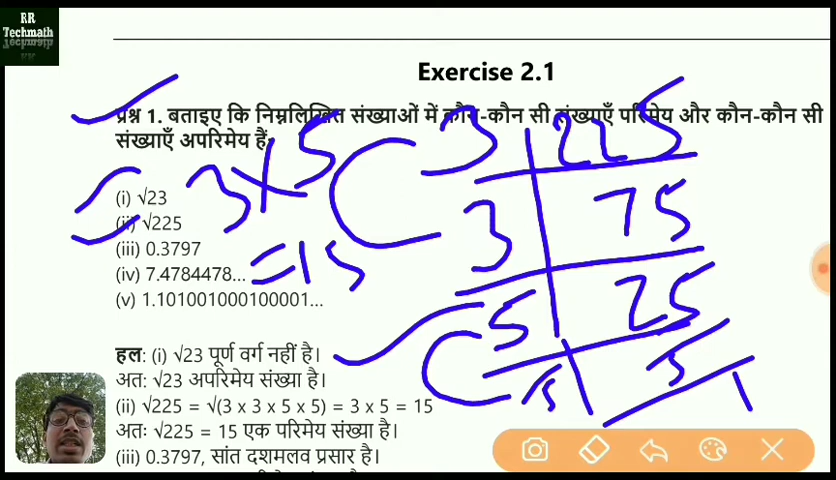 RR
Techmath
Exercise 2.1
प्रश्न 1. बताइए कि निम्नलिखित संख्याओं में कौन-कौन सी संख्याएँ परिमेय और कौन-कौन सी
संख्याएँ अपरिमेय हैं
(i) √23
(ii) √225
(iii) 0.3797
(iv) 7.4784478...
(v) 1.101001000100001...
3 x 5
= 15
3 225
3 75
5 25
5 5
1
हल: (i) √23 पूर्ण वर्ग नहीं है।
अत: √23 अपरिमेय संख्या है।
(ii) √225 = √(3 x 3 x 5 x 5) = 3 x 5 = 15
अतः √225 = 15 एक परिमेय संख्या है।
(iii) 0.3797, सांत दशमलव प्रसार है।